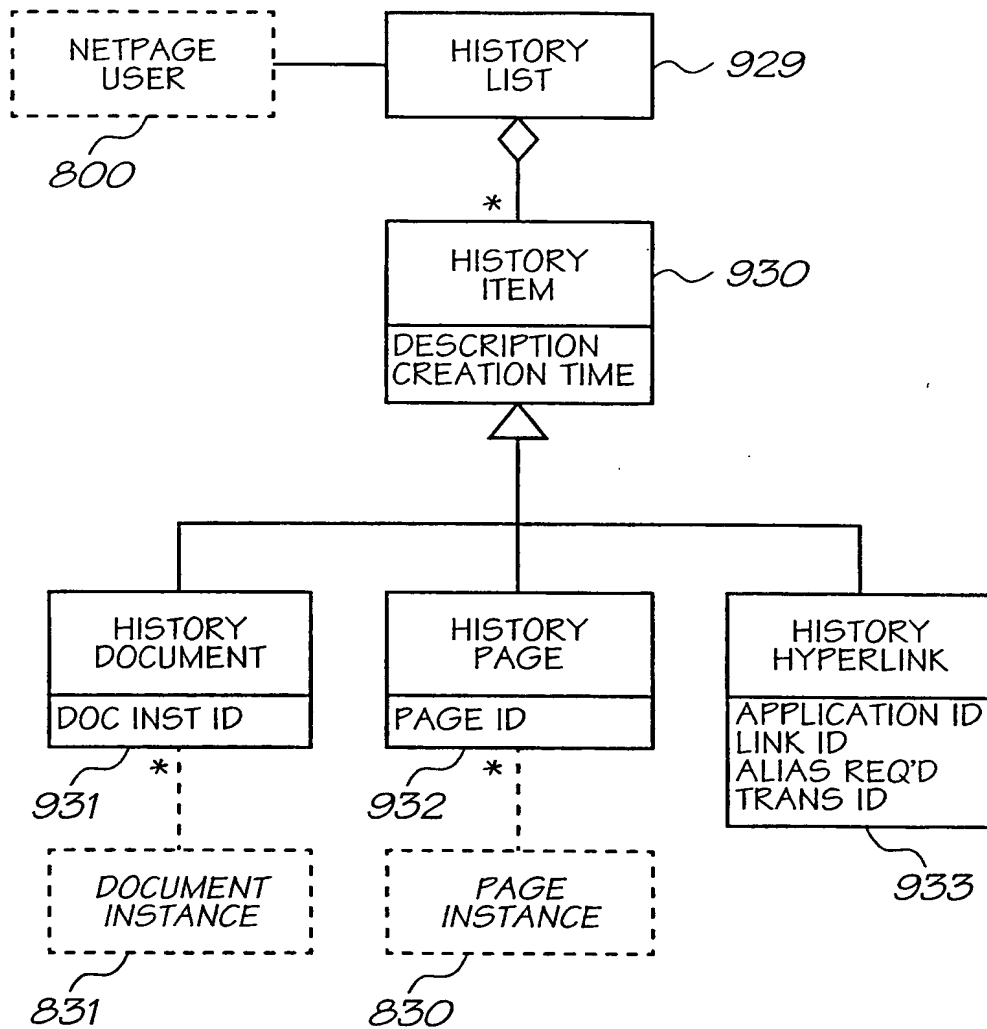 NETPAGE
USER
800
HISTORY
LIST
929
*
HISTORY
ITEM
930
DESCRIPTION
CREATION TIME
HISTORY
DOCUMENT
DOC INST ID
931
*
HISTORY
PAGE
PAGE ID
932
*
HISTORY
HYPERLINK
APPLICATION ID
LINK ID
ALIAS REQ'D
TRANS ID
933
DOCUMENT
INSTANCE
831
PAGE
INSTANCE
830